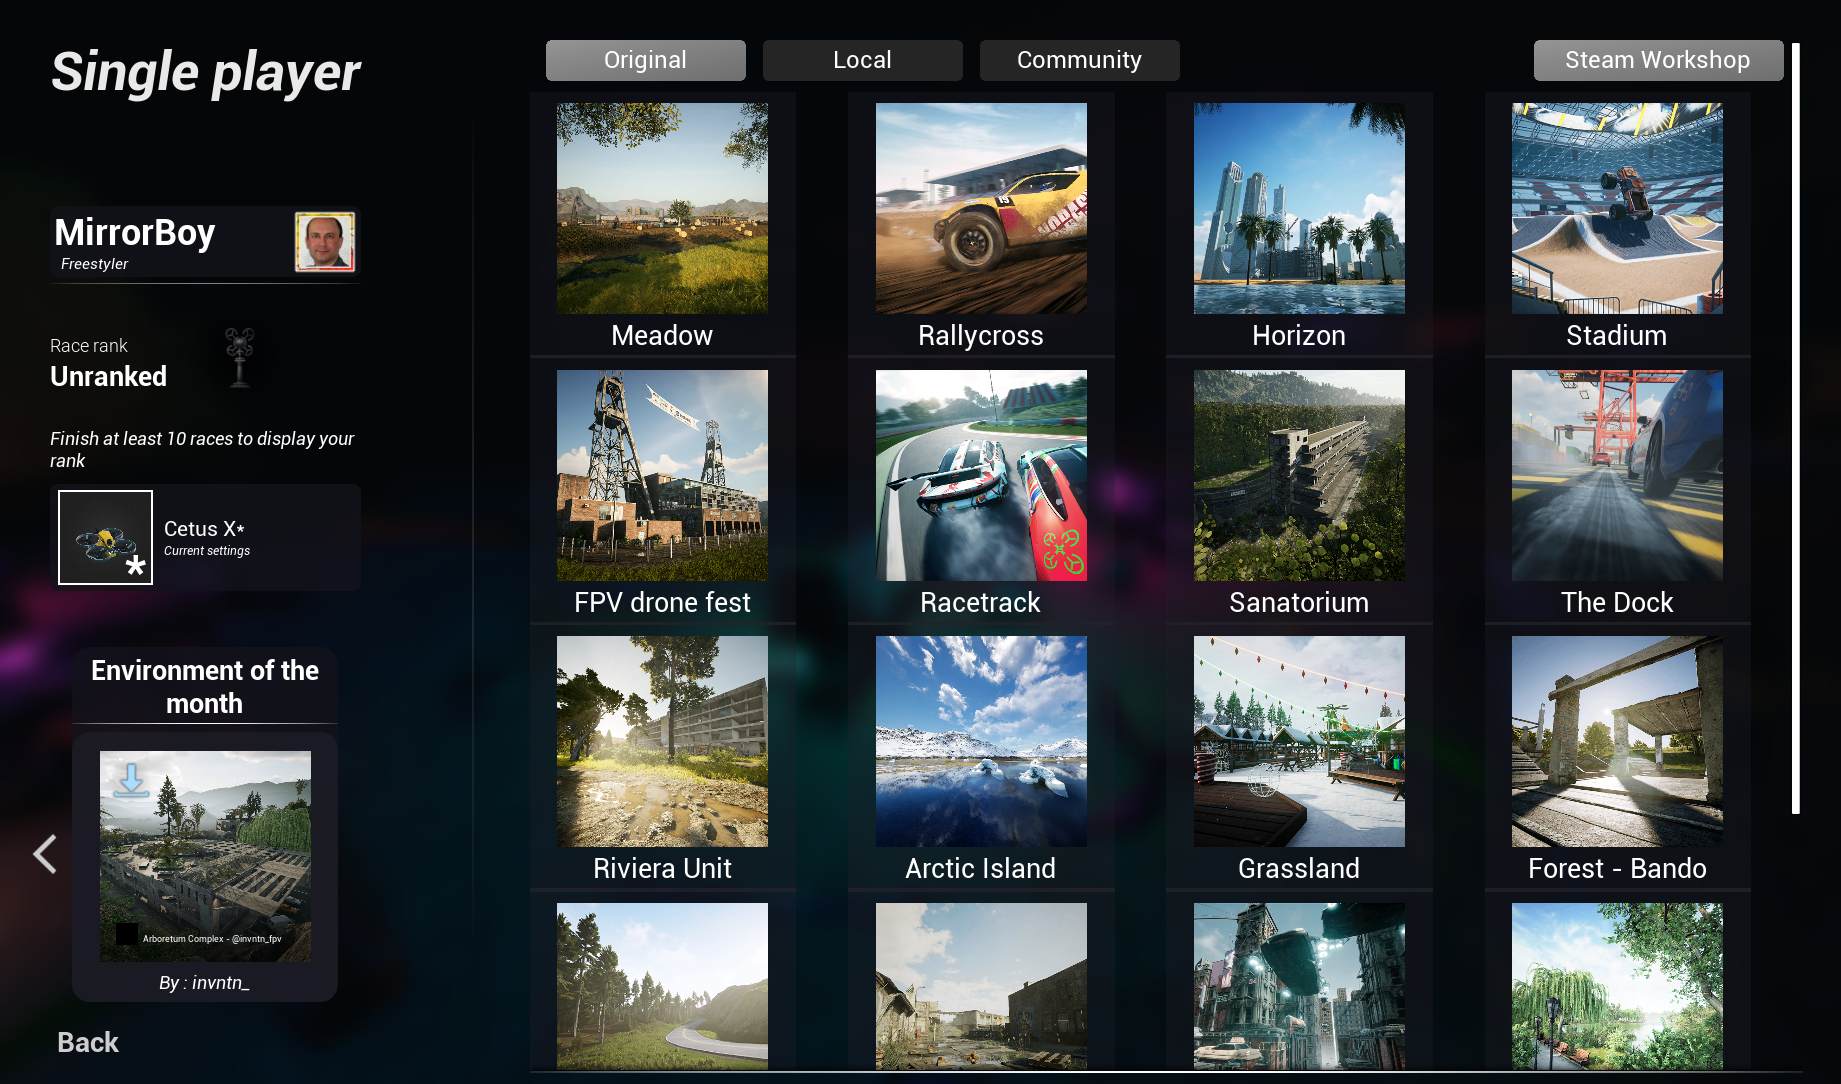 Single player
Original
Local
Community
Steam Workshop
MirrorBoy
Freestyler
Race rank
Unranked
Finish at least 10 races to display your
rank
Cetus X*
Current settings
*
Environment of the
month
Arboretum Complex - @invntn_fpv
By : invntn_
Back
Meadow
Rallycross
Horizon
Stadium
FPV drone fest
Racetrack
Sanatorium
The Dock
Riviera Unit
Arctic Island
Grassland
Forest - Bando